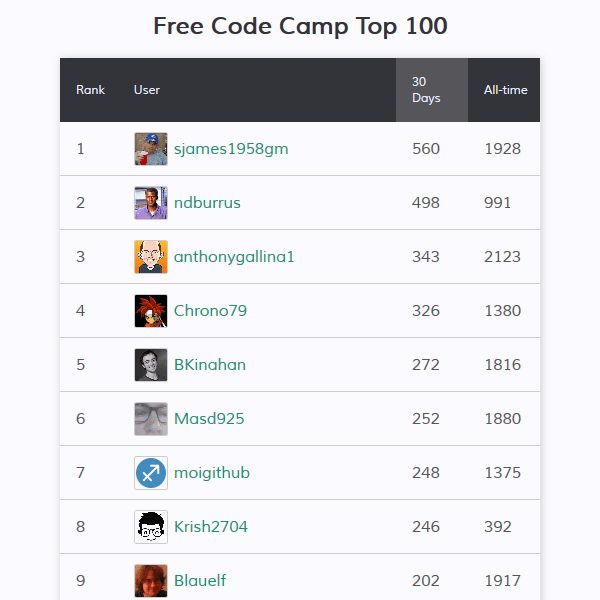 Free Code Camp Top 100
Rank User 30 Days All-time
1 sjames1958gm 560 1928
2 ndburrus 498 991
3 anthonygallina1 343 2123
4 Chrono79 326 1380
5 BKinahan 272 1816
6 Masd925 252 1880
7 moigithub 248 1375
8 Krish2704 246 392
9 Blauelf 202 1917